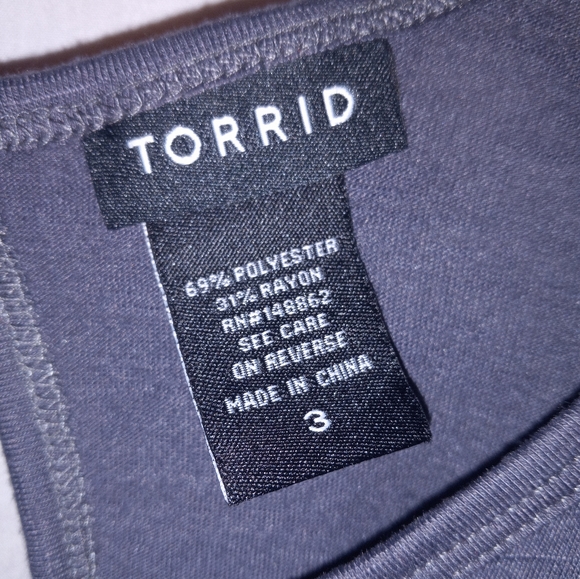 TORRID
69% POLYESTER
31% RAYON
RN#148862
SEE CARE
ON REVERSE
MADE IN CHINA
3